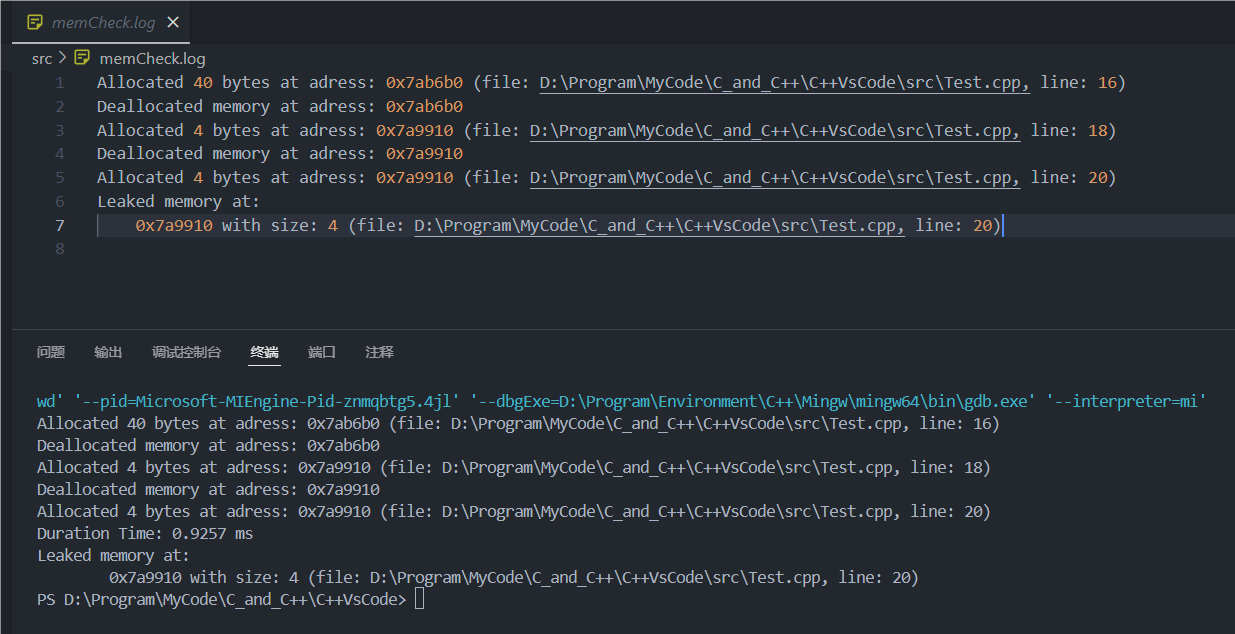 memCheck.log
src > memCheck.log
1 Allocated 40 bytes at adress: 0x7ab6b0 (file: D:\Program\MyCode\C_and_C++\C++VsCode\src\Test.cpp, line: 16)
2 Deallocated memory at adress: 0x7ab6b0
3 Allocated 4 bytes at adress: 0x7a9910 (file: D:\Program\MyCode\C_and_C++\C++VsCode\src\Test.cpp, line: 18)
4 Deallocated memory at adress: 0x7a9910
5 Allocated 4 bytes at adress: 0x7a9910 (file: D:\Program\MyCode\C_and_C++\C++VsCode\src\Test.cpp, line: 20)
6 Leaked memory at:
7 0x7a9910 with size: 4 (file: D:\Program\MyCode\C_and_C++\C++VsCode\src\Test.cpp, line: 20)
8
问题 输出 调试控制台 终端 端口 注释
wd' '--pid=Microsoft-MIEngine-Pid-znmqbtg5.4jl' '--dbgExe=D:\Program\Environment\C++\Mingw\mingw64\bin\gdb.exe' '--interpreter=mi'
Allocated 40 bytes at adress: 0x7ab6b0 (file: D:\Program\MyCode\C_and_C++\C++VsCode\src\Test.cpp, line: 16)
Deallocated memory at adress: 0x7ab6b0
Allocated 4 bytes at adress: 0x7a9910 (file: D:\Program\MyCode\C_and_C++\C++VsCode\src\Test.cpp, line: 18)
Deallocated memory at adress: 0x7a9910
Allocated 4 bytes at adress: 0x7a9910 (file: D:\Program\MyCode\C_and_C++\C++VsCode\src\Test.cpp, line: 20)
Duration Time: 0.9257 ms
Leaked memory at:
0x7a9910 with size: 4 (file: D:\Program\MyCode\C_and_C++\C++VsCode\src\Test.cpp, line: 20)
PS D:\Program\MyCode\C_and_C++\C++VsCode>